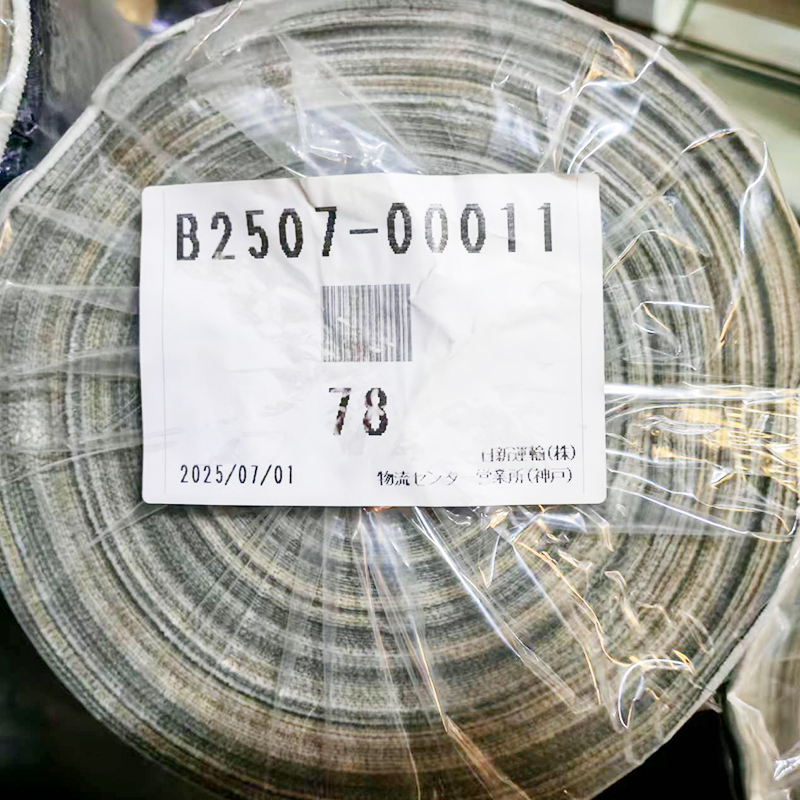 B2507-00011
78
日新運輸(株)
2025/07/01 物流センター営業所(神戸)